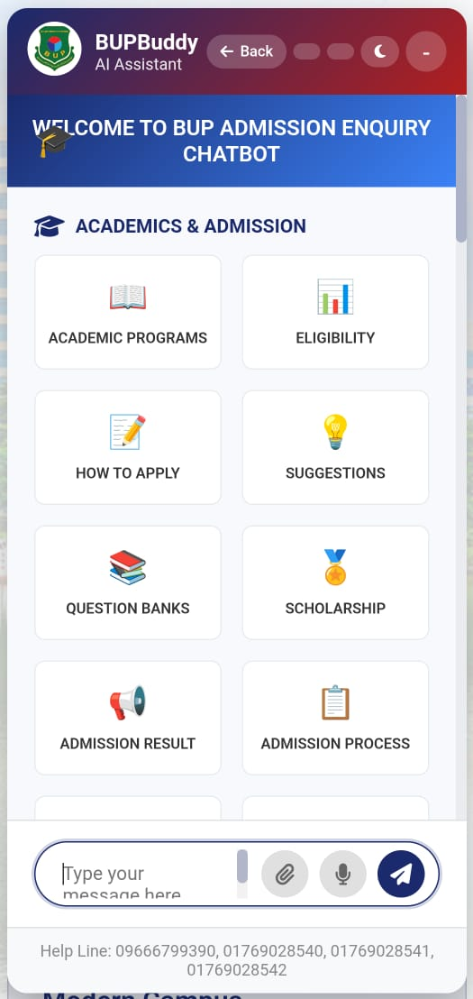 BUP
BUPBuddy
AI Assistant
← Back
-
WELCOME TO BUP ADMISSION ENQUIRY
CHATBOT
ACADEMICS & ADMISSION
ACADEMIC PROGRAMS
ELIGIBILITY
HOW TO APPLY
SUGGESTIONS
QUESTION BANKS
SCHOLARSHIP
ADMISSION RESULT
ADMISSION PROCESS
Type your
message here
Help Line: 09666799390, 01769028540, 01769028541,
01769028542
Modern Campus